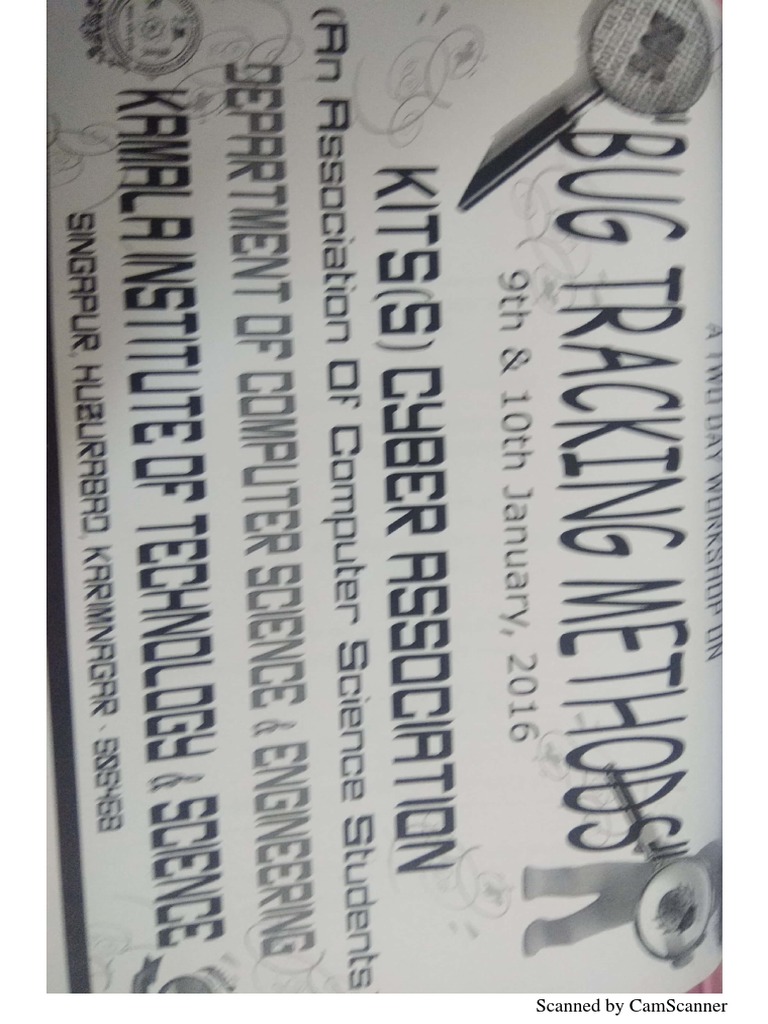 A TWO DAY WORKSHOP ON
"BUG TRACKING METHODS"
9th & 10th January, 2016
KITS(S) CYBER ASSOCIATION
(An Association Of Computer Science Students
DEPARTMENT OF COMPUTER SCIENCE & ENGINEERING
KAMALA INSTITUTE OF TECHNOLOGY & SCIENCE
SINGAPUR, HUZURABAD, KARIMNAGAR - 505468
Scanned by CamScanner